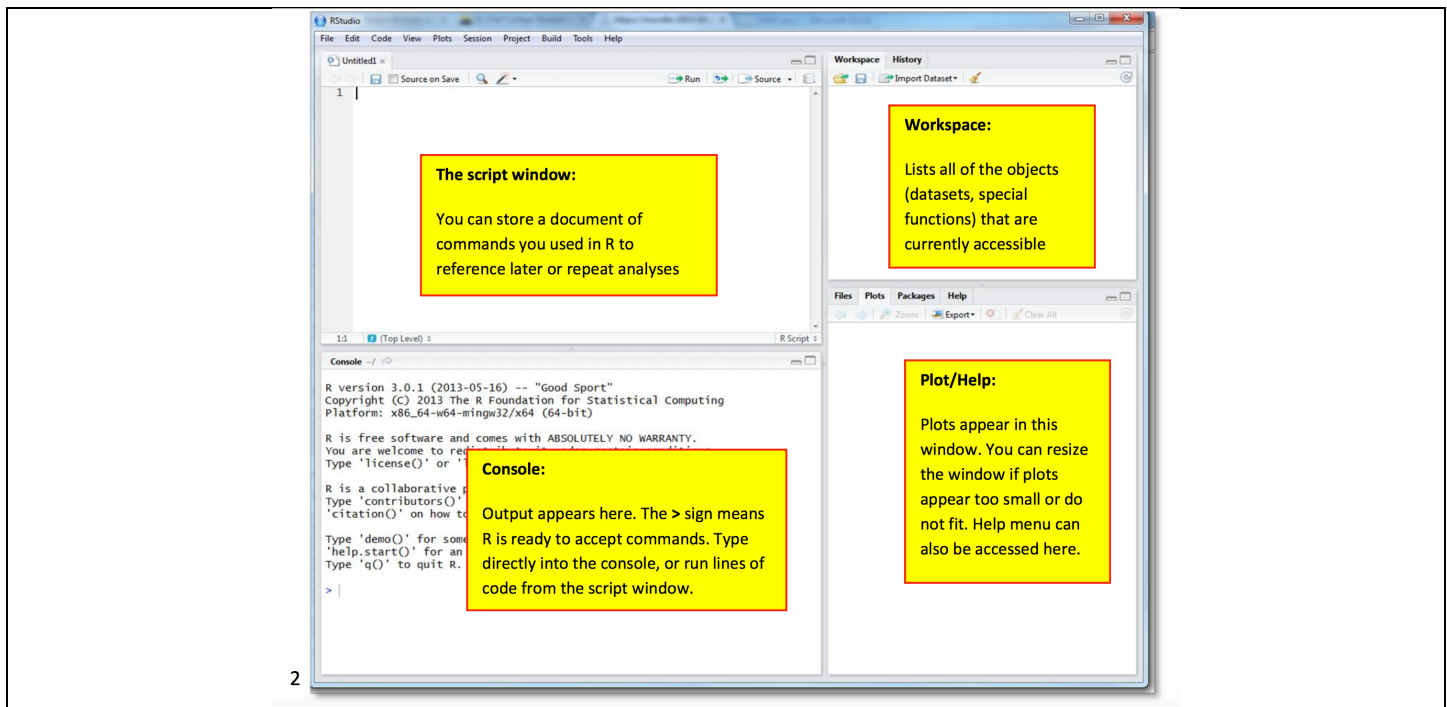 RStudio
File Edit Code View Plots Session Project Build Tools Help
Untitled1 ×
Source on Save
Run
Source
1
The script window:
You can store a document of
commands you used in R to
reference later or repeat analyses
1:1 (Top Level)
R Script
Workspace History
Import Dataset
Workspace:
Lists all of the objects
(datasets, special
functions) that are
currently accessible
Console ~/
R version 3.0.1 (2013-05-16) -- "Good Sport"
Copyright (C) 2013 The R Foundation for Statistical Computing
Platform: x86_64-w64-mingw32/x64 (64-bit)
R is free software and comes with ABSOLUTELY NO WARRANTY.
You are welcome to
Type 'license()' or
R is a collaborative
Type 'contributors()'
'citation()' on how to
Type 'demo()' for some
'help.start()' for an
Type 'q()' to quit R.
>
Console:
Output appears here. The > sign means
R is ready to accept commands. Type
directly into the console, or run lines of
code from the script window.
Files Plots Packages Help
Zoom Export Clear All
Plot/Help:
Plots appear in this
window. You can resize
the window if plots
appear too small or do
not fit. Help menu can
also be accessed here.
2